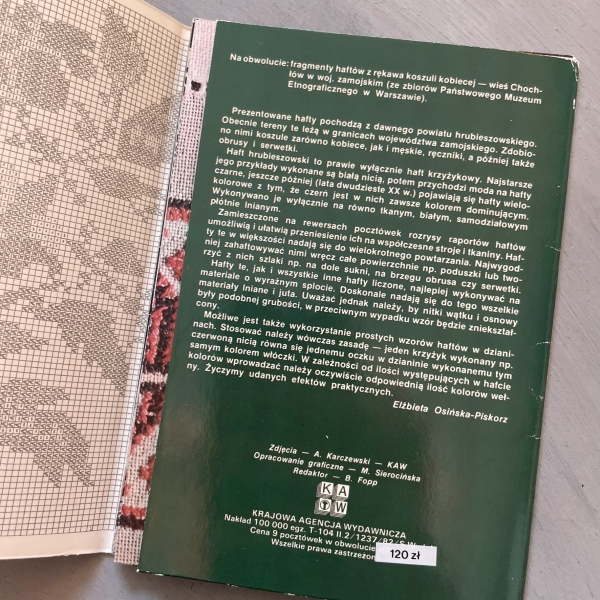 Na obwolucie: fragmenty haftów z rękawa koszuli kobiecej — wieś Choch-
łów w woj. zamojskim (ze zbiorów Państwowego Muzeum
Etnograficznego w Warszawie).
Prezentowane hafty pochodzą z dawnego powiatu hrubieszowskiego.
Obecnie tereny te leżą w granicach województwa zamojskiego. Zdobio-
no nimi koszule zarówno kobiece, jak i męskie, ręczniki, a później także
obrusy i serwetki.
Haft hrubieszowski to prawie wyłącznie haft krzyżykowy. Najstarsze
jego przykłady wykonane są białą nicią, potem przychodzi moda na hafty
czarne, jeszcze później (lata dwudzieste XX w.) pojawiają się hafty wielo-
kolorowe z tym, że czerń jest w nich zawsze kolorem dominującym.
Wykonywano je wyłącznie na równo tkanym, białym, samodziałowym
płótnie lnianym.
Zamieszczone na rewersach pocztówek rozrysy raportów haftów
umożliwią i ułatwią przeniesienie ich na współczesne stroje i tkaniny. Haf-
ty te w większości nadają się do wielokrotnego powtarzania. Najwygod-
niej zahaftowywać nimi wręcz całe powierzchnie np. poduszki lub two-
rzyć z nich szlaki np. na dole sukni, na brzegu obrusa czy serwetki.
Hafty te, jak i wszystkie inne hafty liczone, najlepiej wykonywać na
materiale o wyraźnym splocie. Doskonale nadają się do tego wszelkie
materiały lniane i juta. Uważać jednak należy, by nitki wątku i osnowy
były podobnej grubości, w przeciwnym wypadku wzór będzie zniekształ-
cony.
Możliwe jest także wykorzystanie prostych wzorów haftów w dziani-
nach. Stosować należy wówczas zasadę — jeden krzyżyk wykonany np.
czerwoną nicią równa się jednemu oczku w dzianinie wykonanemu tym
samym kolorem włóczki. W zależności od ilości występujących w hafcie
kolorów wprowadzać należy oczywiście odpowiednią ilość kolorów weł-
ny. Życzymy udanych efektów praktycznych.
Elżbieta Osińska-Piskorz
Zdjęcia — A. Karczewski — KAW
Opracowanie graficzne — M. Sierocińska
Redaktor — B. Fopp
KA
W
KRAJOWA AGENCJA WYDAWNICZA
Nakład 100 000 egz. T-104 II.2/1237/82/S
Cena 9 pocztówek w obwolucie
Wszelkie prawa zastrzeżon
120 zł